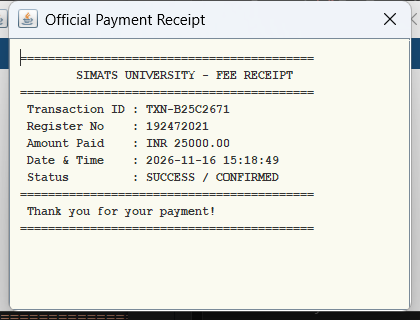 Official Payment Receipt
==========================================
SIMATS UNIVERSITY - FEE RECEIPT
==========================================
Transaction ID : TXN-B25C2671
Register No    : 192472021
Amount Paid    : INR 25000.00
Date & Time    : 2026-11-16 15:18:49
Status         : SUCCESS / CONFIRMED
==========================================
Thank you for your payment!
==========================================